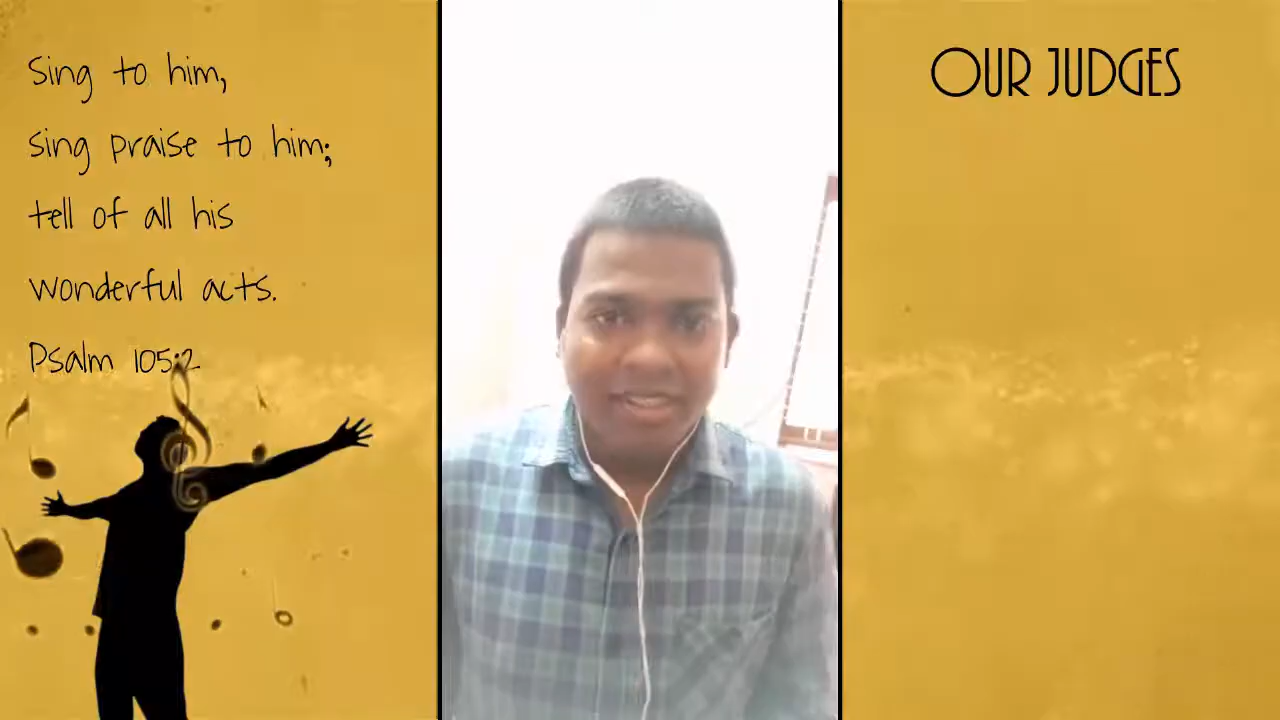 Sing to him,
sing praise to him;
tell of all his
wonderful acts.
Psalm 105:2
OUR JUDGES